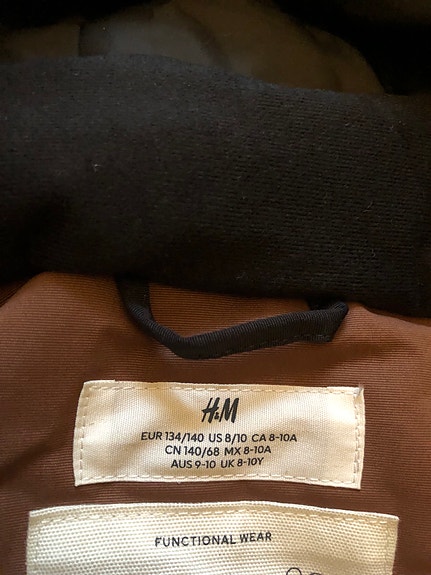 H&M
EUR 134/140 US 8/10 CA 8-10A
CN 140/68 MX 8-10A
AUS 9-10 UK 8-10Y
FUNCTIONAL WEAR